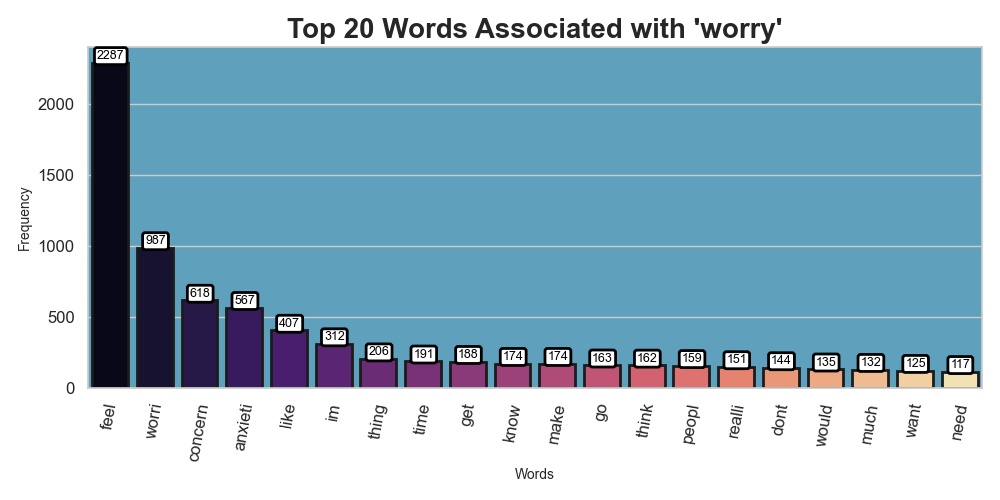 Top 20 Words Associated with 'worry'
2287
987
618
567
407
312
206
191
188
174
174
163
162
159
151
144
135
132
125
117
Frequency
2000
1500
1000
500
0
feel
worri
concern
anxieti
like
im
thing
time
get
know
make
go
think
peopl
realli
dont
would
much
want
need
Words